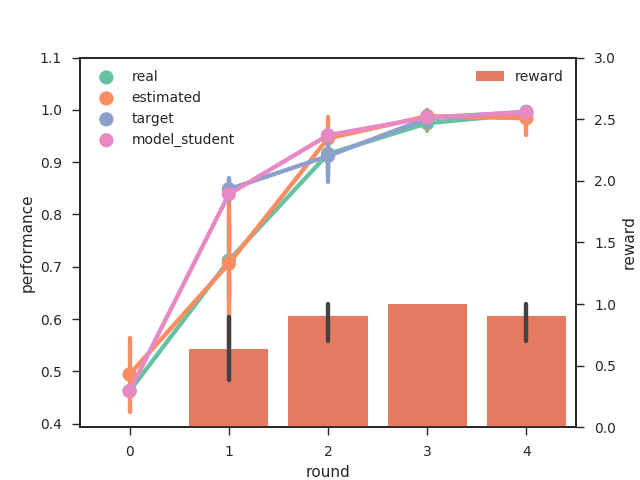 real
estimated
target
model_student
reward
1.1
1.0
0.9
0.8
0.7
0.6
0.5
0.4
performance
3.0
2.5
2.0
1.5
1.0
0.5
0.0
reward
0 1 2 3 4
round